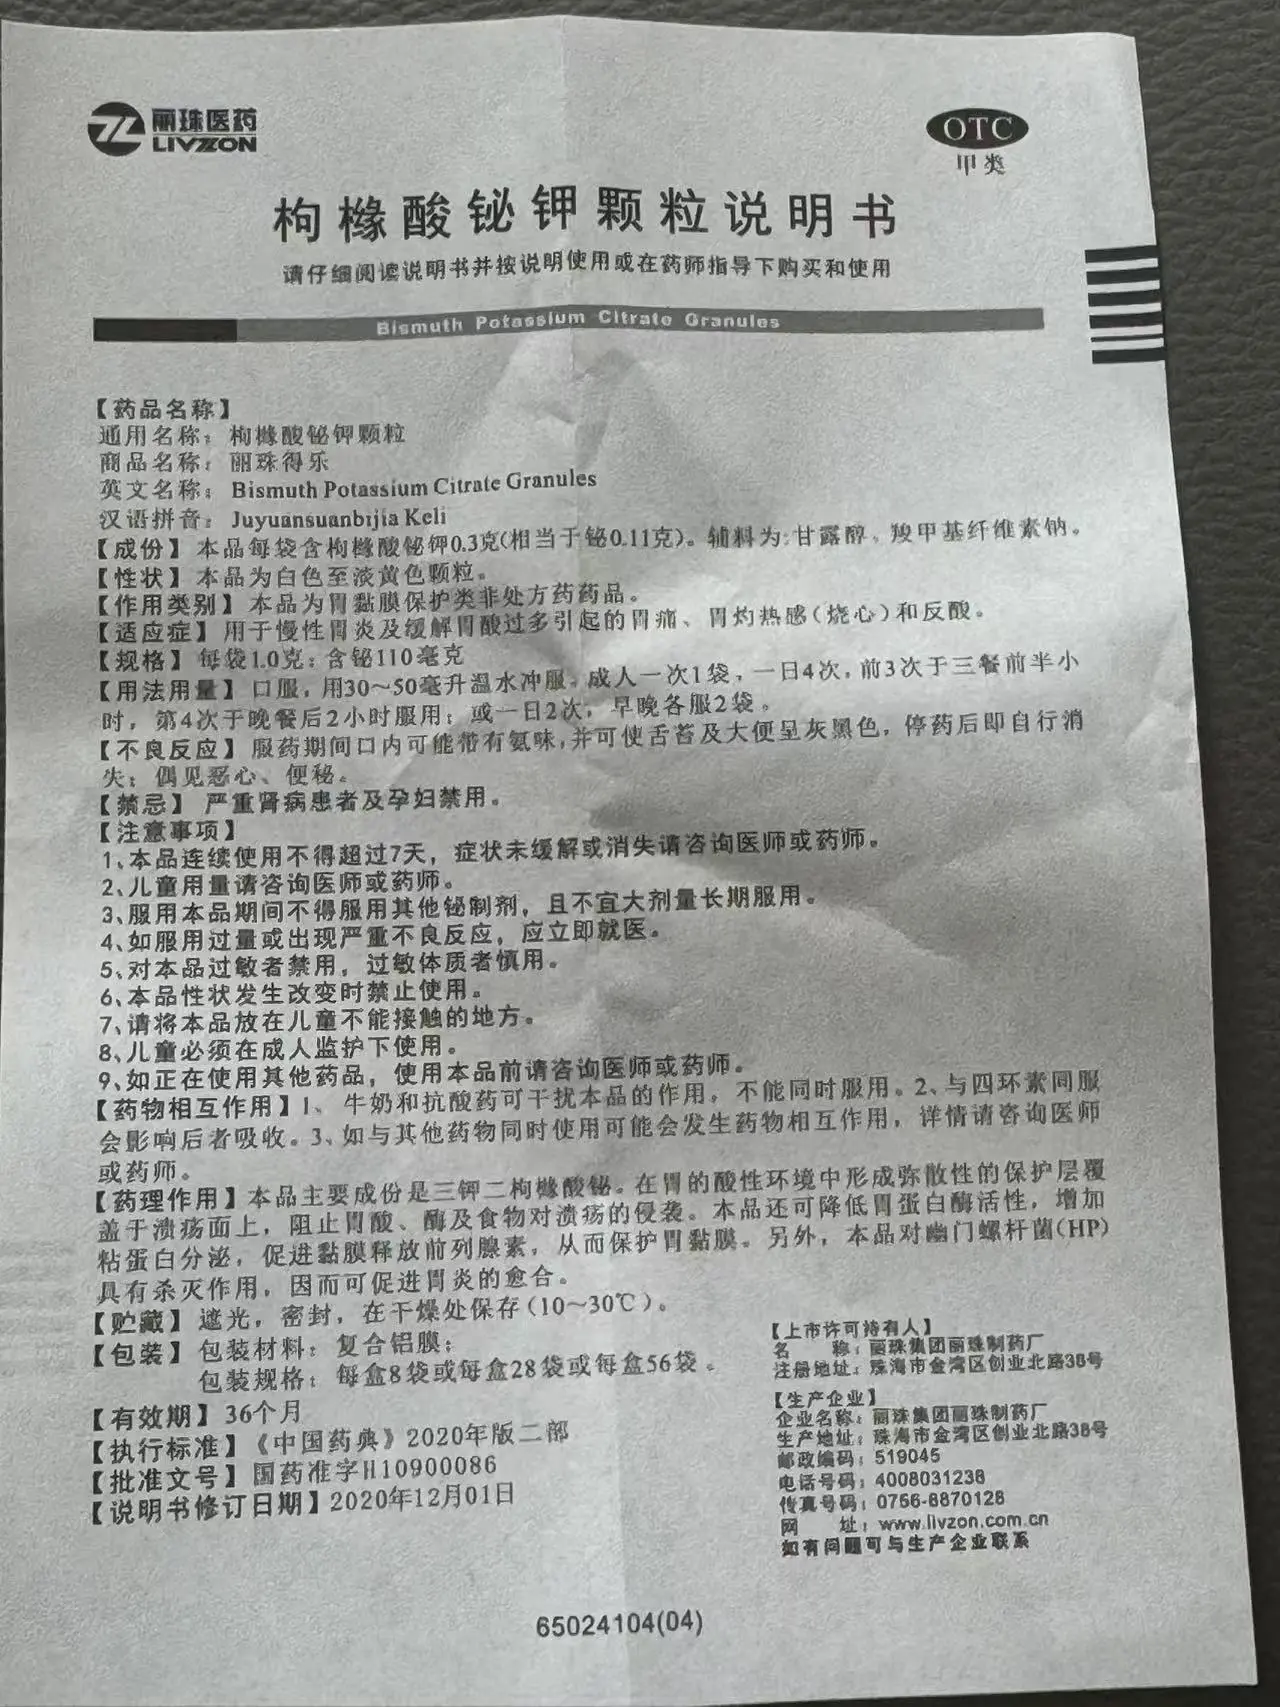 丽珠医药
LIVZON
OTC
甲类
枸橼酸铋钾颗粒说明书
请仔细阅读说明书并按说明使用或在药师指导下购买和使用
Bismuth Potassium Citrate Granules
【药品名称】
通用名称：枸橼酸铋钾颗粒
商品名称：丽珠得乐
英文名称：Bismuth Potassium Citrate Granules
汉语拼音：Juyuansuanbijia Keli
【成份】本品每袋含枸橼酸铋钾0.3克(相当于铋0.11克)。辅料为:甘露醇、羧甲基纤维素钠。
【性状】本品为白色至淡黄色颗粒。
【作用类别】本品为胃黏膜保护类非处方药药品。
【适应症】用于慢性胃炎及缓解胃酸过多引起的胃痛、胃灼热感(烧心)和反酸。
【规格】每袋1.0克：含铋110毫克
【用法用量】口服，用30～50毫升温水冲服。成人一次1袋，一日4次，前3次于三餐前半小
时，第4次于晚餐后2小时服用；或一日2次，早晚各服2袋。
【不良反应】服药期间口内可能带有氨味,并可使舌苔及大便呈灰黑色，停药后即自行消
失；偶见恶心、便秘。
【禁忌】严重肾病患者及孕妇禁用。
【注意事项】
1、本品连续使用不得超过7天，症状未缓解或消失请咨询医师或药师。
2、儿童用量请咨询医师或药师。
3、服用本品期间不得服用其他铋制剂，且不宜大剂量长期服用。
4、如服用过量或出现严重不良反应，应立即就医。
5、对本品过敏者禁用，过敏体质者慎用。
6、本品性状发生改变时禁止使用。
7、请将本品放在儿童不能接触的地方。
8、儿童必须在成人监护下使用。
9、如正在使用其他药品，使用本品前请咨询医师或药师。
【药物相互作用】1、牛奶和抗酸药可干扰本品的作用，不能同时服用。2、与四环素同服
会影响后者吸收。3、如与其他药物同时使用可能会发生药物相互作用，详情请咨询医师
或药师。
【药理作用】本品主要成份是三钾二枸橼酸铋。在胃的酸性环境中形成弥散性的保护层覆
盖于溃疡面上，阻止胃酸、酶及食物对溃疡的侵袭。本品还可降低胃蛋白酶活性，增加
粘蛋白分泌，促进黏膜释放前列腺素，从而保护胃黏膜。另外，本品对幽门螺杆菌(HP)
具有杀灭作用，因而可促进胃炎的愈合。
【贮藏】遮光，密封，在干燥处保存(10～30℃)。
【包装】包装材料：复合铝膜；
包装规格：每盒8袋或每盒28袋或每盒56袋。
【有效期】36个月
【执行标准】《中国药典》2020年版二部
【批准文号】国药准字H10900086
【说明书修订日期】2020年12月01日
【上市许可持有人】
名 称：丽珠集团丽珠制药厂
注册地址：珠海市金湾区创业北路38号
【生产企业】
企业名称：丽珠集团丽珠制药厂
生产地址：珠海市金湾区创业北路38号
邮政编码：519045
电话号码：4008031238
传真号码：0756-8870128
网 址：www.livzon.com.cn
如有问题可与生产企业联系
65024104(04)